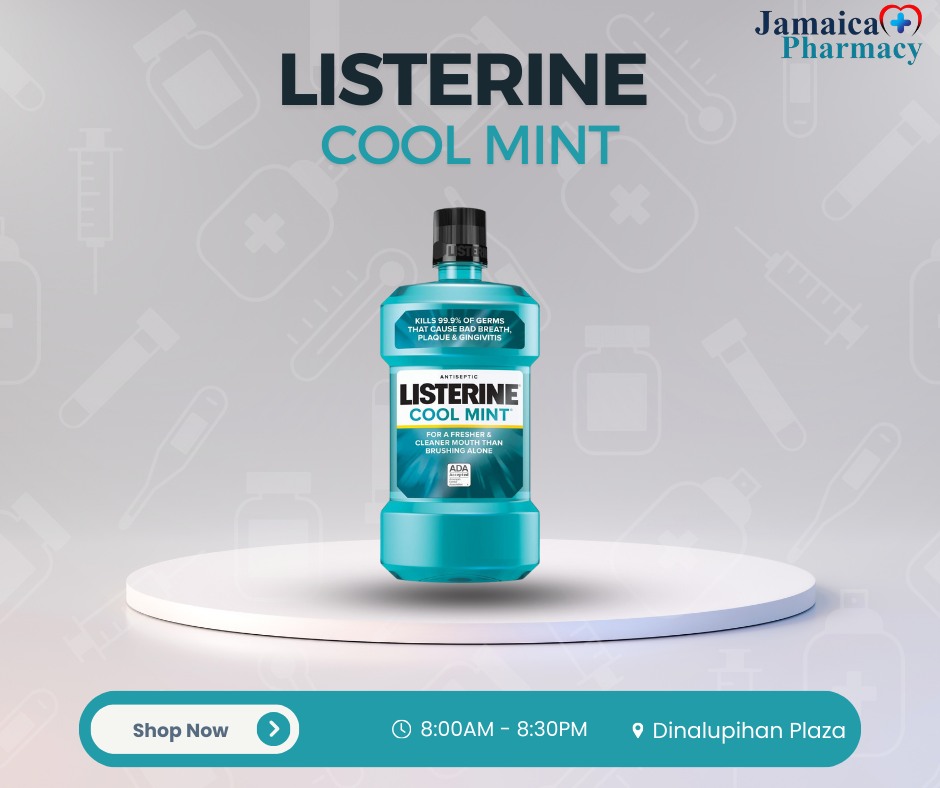 Jamaica
Pharmacy
LISTERINE
COOL MINT
LISTERINE
KILLS 99.9% OF GERMS
THAT CAUSE BAD BREATH,
PLAQUE & GINGIVITIS
ANTISEPTIC
LISTERINE®
COOL MINT®
FOR A FRESHER &
CLEANER MOUTH THAN
BRUSHING ALONE
ADA
Accepted
Shop Now
8:00AM - 8:30PM
Dinalupihan Plaza